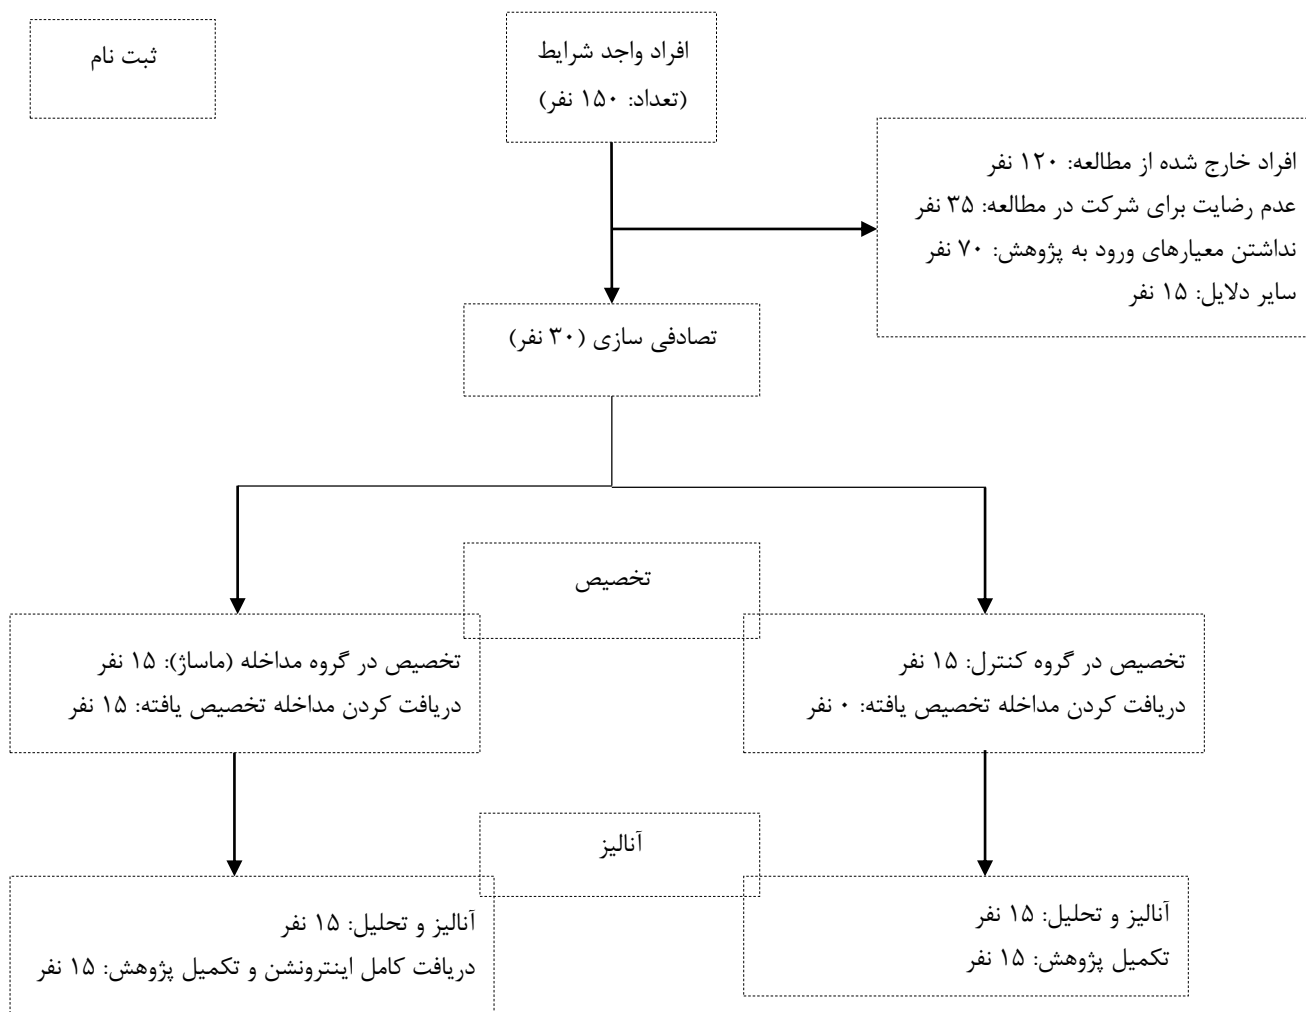 ثبت نام
افراد واجد شرایط
(تعداد: ۱۵۰ نفر)
افراد خارج شده از مطالعه: ۱۲۰ نفر
عدم رضایت برای شرکت در مطالعه: ۳۵ نفر
نداشتن معیارهای ورود به پژوهش: ۷۰ نفر
سایر دلایل: ۱۵ نفر
تصادفی سازی (۳۰ نفر)
تخصیص
تخصیص در گروه کنترل: ۱۵ نفر
دریافت کردن مداخله تخصیص یافته: ۰ نفر
تخصیص در گروه مداخله (ماساژ): ۱۵ نفر
دریافت کردن مداخله تخصیص یافته: ۱۵ نفر
آنالیز
آنالیز و تحلیل: ۱۵ نفر
تکمیل پژوهش: ۱۵ نفر
آنالیز و تحلیل: ۱۵ نفر
دریافت کامل اینترونشن و تکمیل پژوهش: ۱۵ نفر